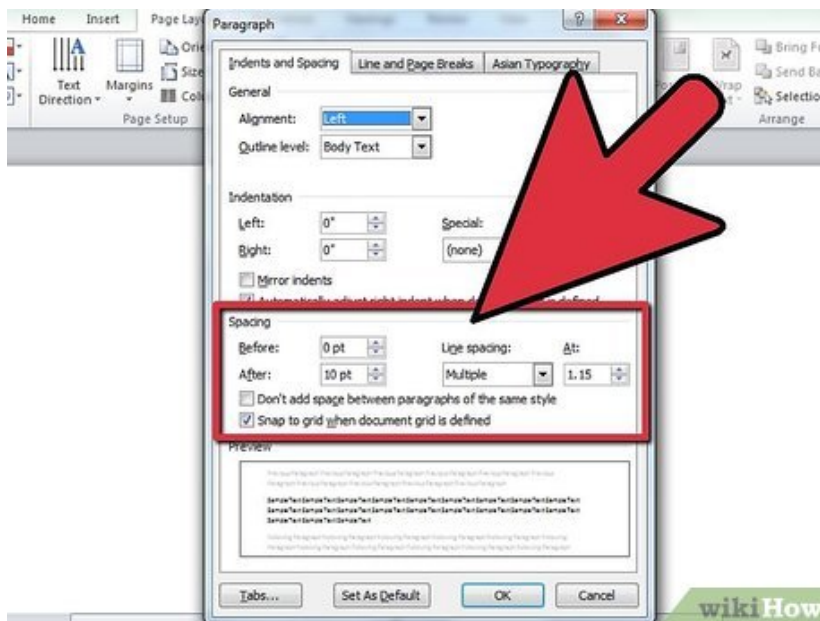 Home Insert Page Lay
Paragraph
Indents and Spacing Line and Page Breaks Asian Typography
Text Direction
Margins
Page Setup
Bring F
Send Ba
Selectio
Arrange
General
Alignment: Left
Outline level: Body Text
Indentation
Left: 0" Special:
Right: 0" (none)
Mirror indents
Spacing
Before: 0 pt Line spacing: At:
After: 10 pt Multiple 1.15
Don't add space between paragraphs of the same style
Snap to grid when document grid is defined
Preview
Tabs... Set As Default OK Cancel
wikiHow